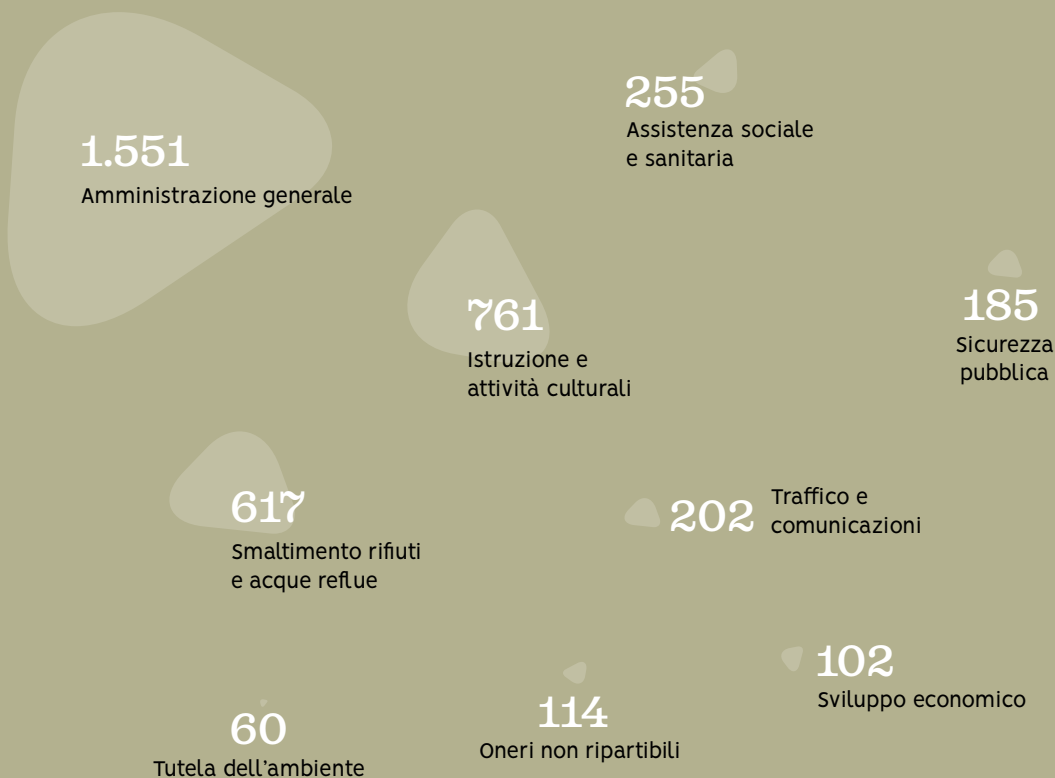 1.551
Amministrazione generale
255
Assistenza sociale
e sanitaria
761
Istruzione e
attività culturali
185
Sicurezza
pubblica
617
Smaltimento rifiuti
e acque reflue
202
Traffico e
comunicazioni
102
Sviluppo economico
114
Oneri non ripartibili
60
Tutela dell'ambiente